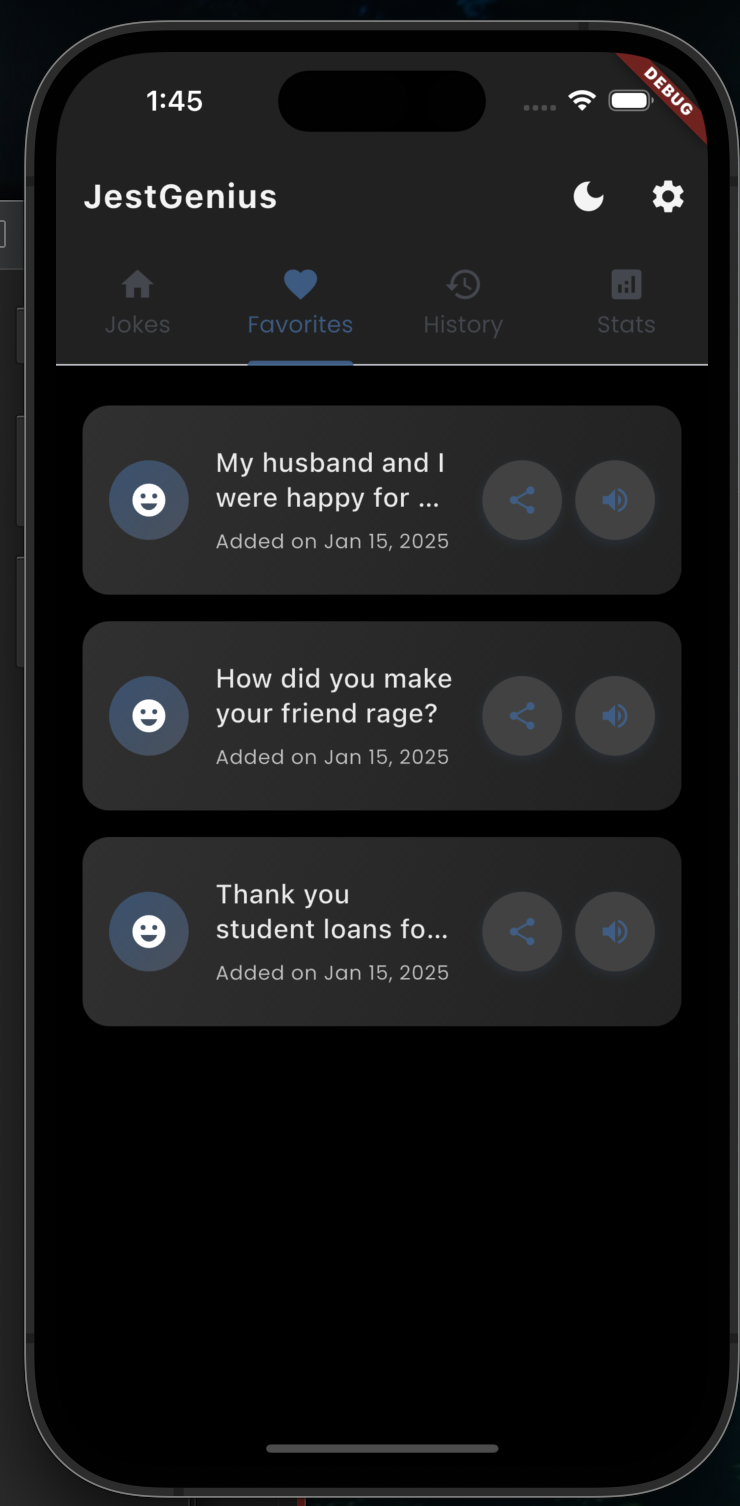 1:45
DEBUG
JestGenius
Jokes
Favorites
History
Stats
My husband and I
were happy for ...
Added on Jan 15, 2025
How did you make
your friend rage?
Added on Jan 15, 2025
Thank you
student loans fo...
Added on Jan 15, 2025